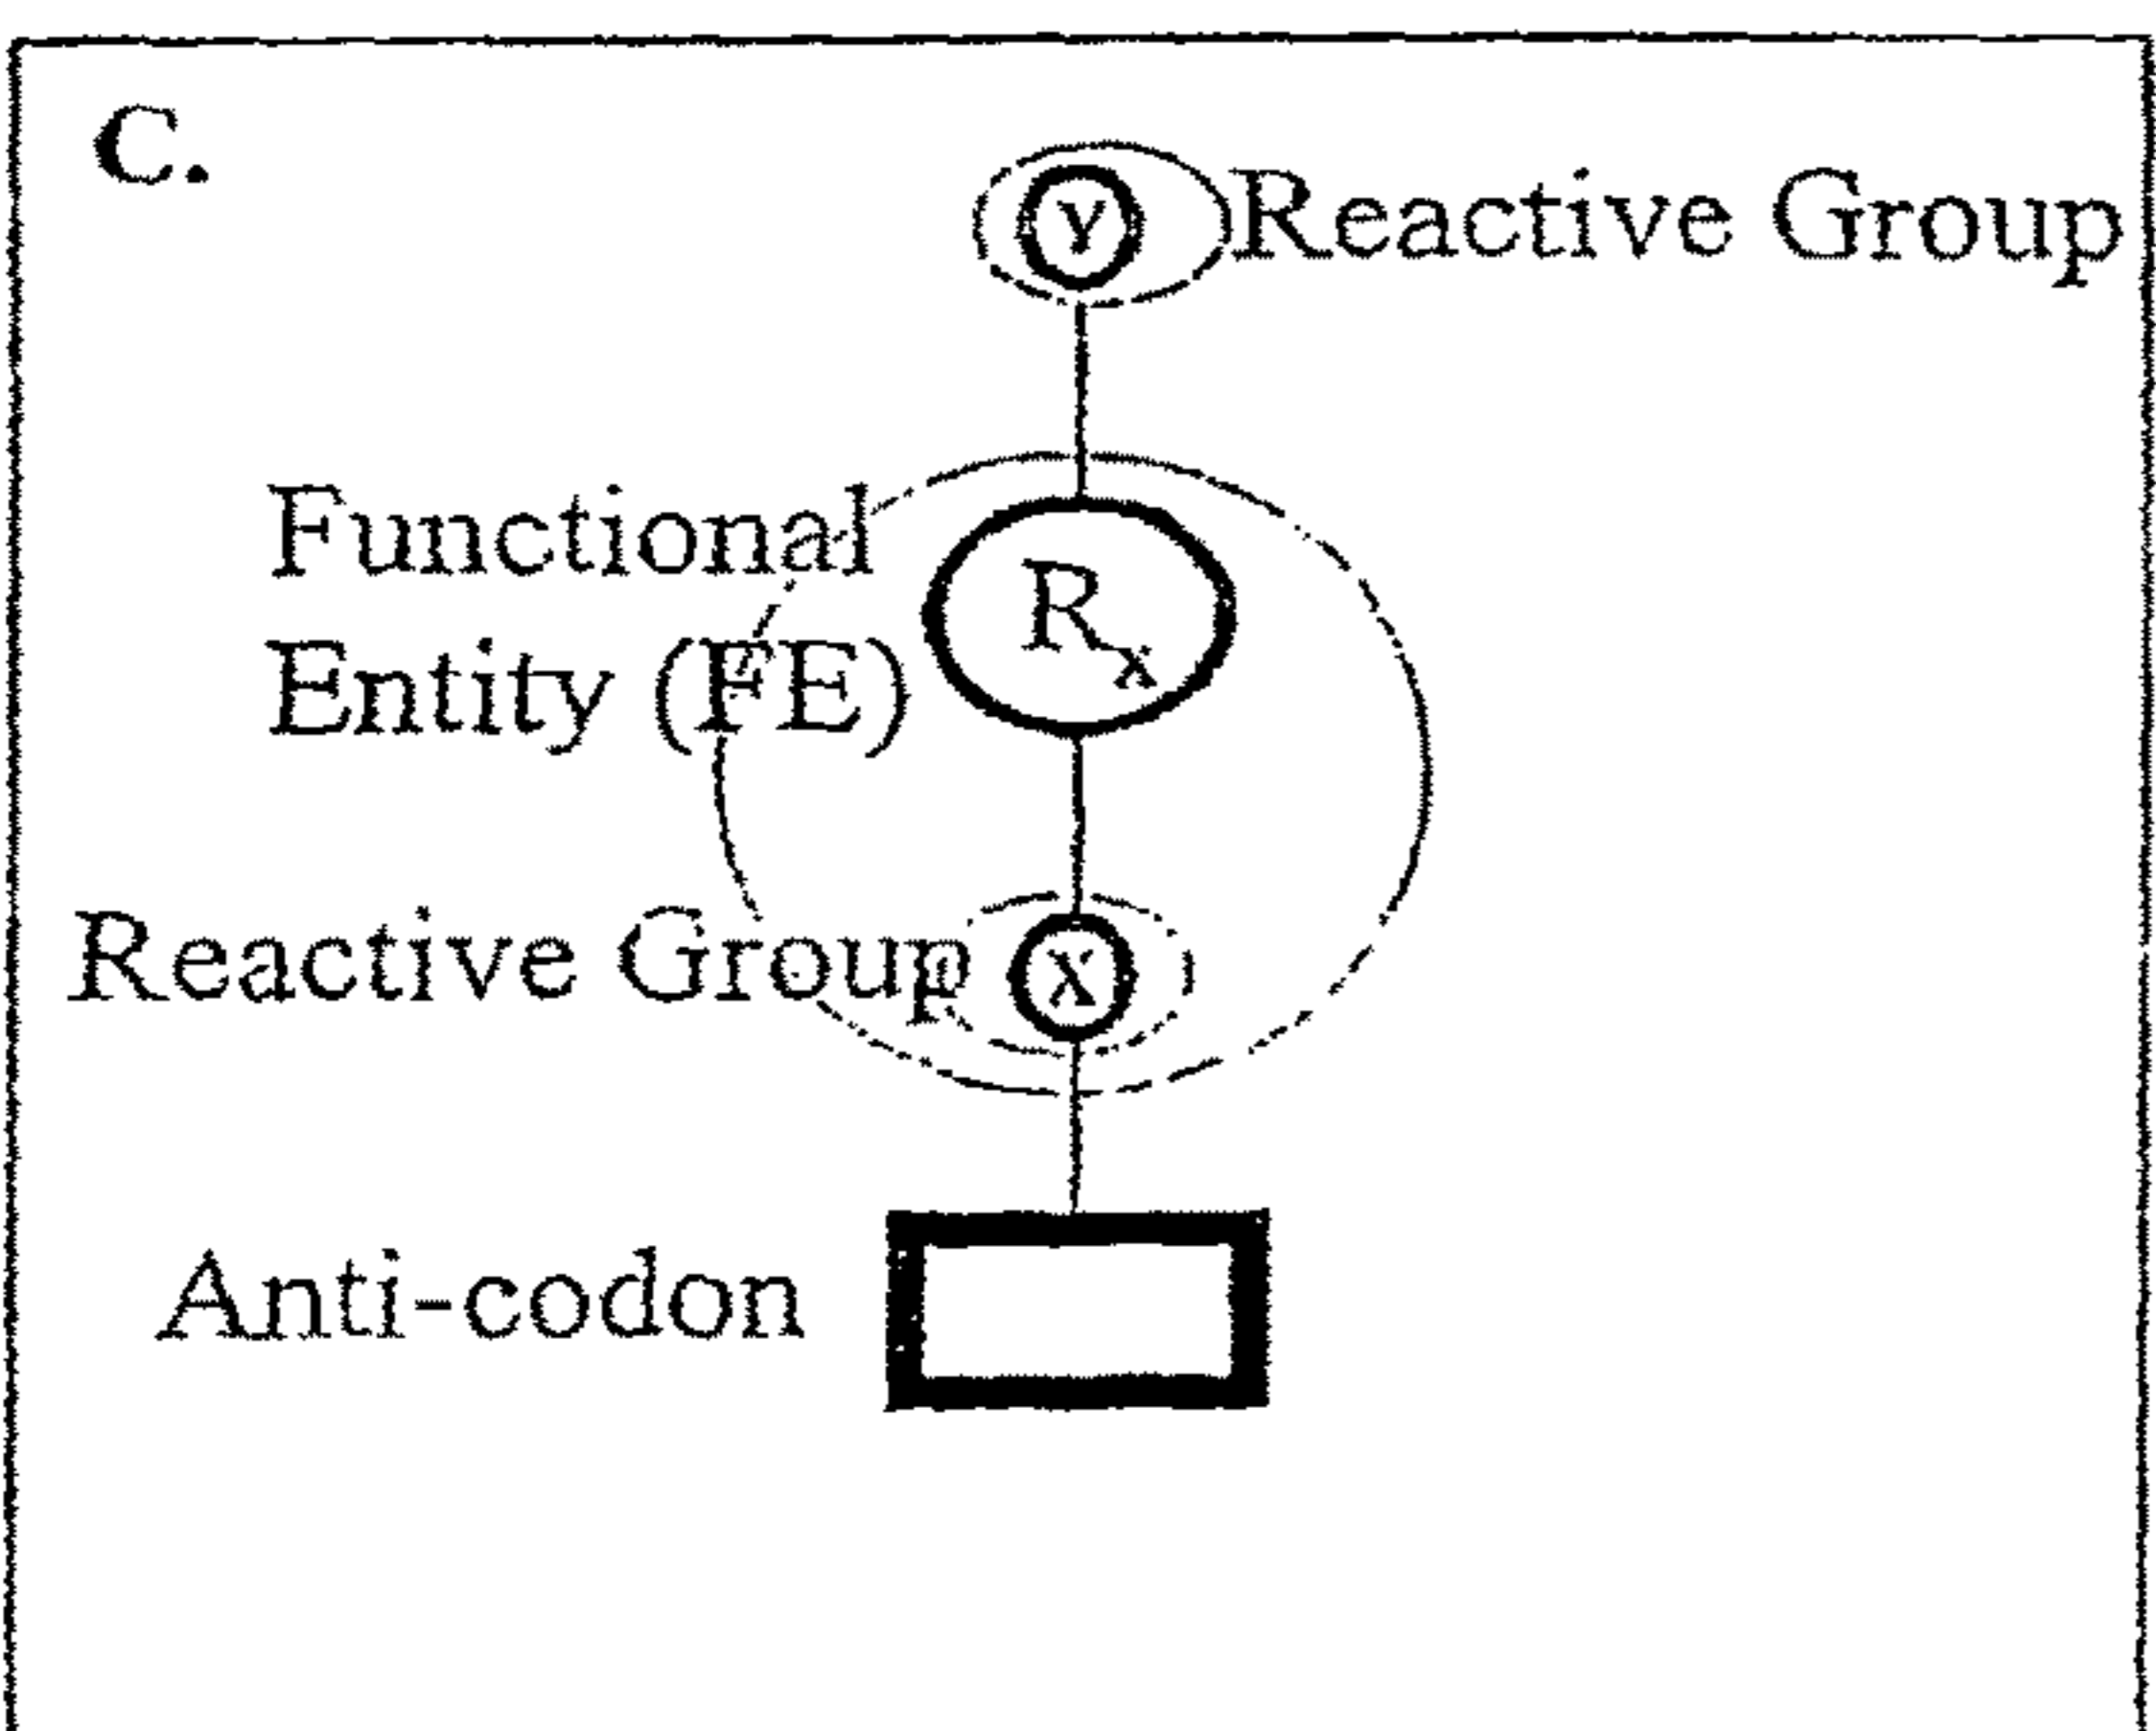 C.
Y Reactive Group
Functional
Entity (FE)
Rx
Reactive Group X
Anti-codon